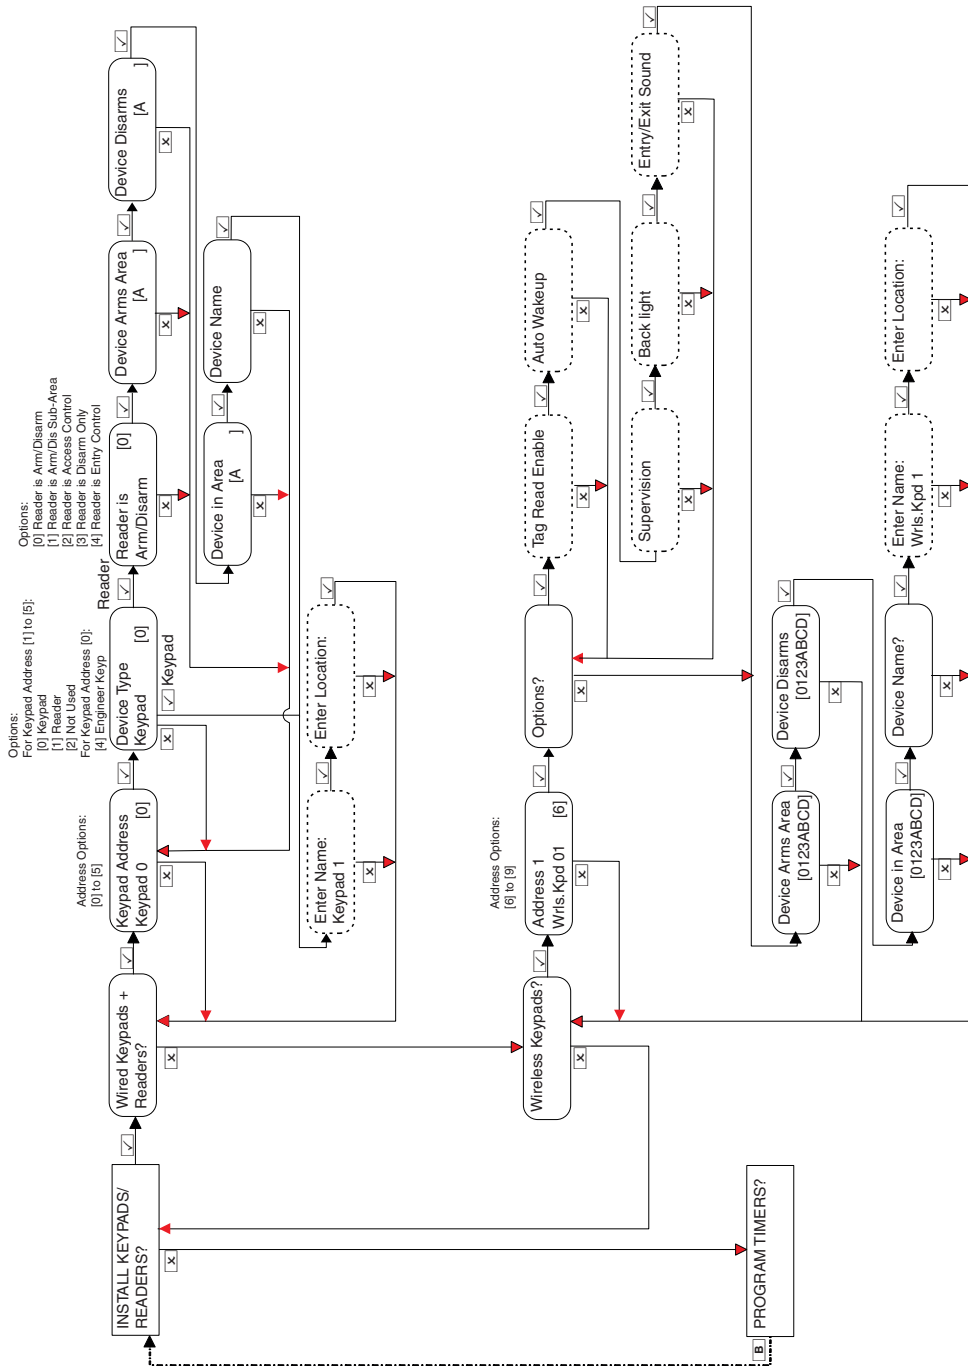 INSTALL KEYPADS/
READERS?
Wired Keypads +
Readers?
Address Options:
[0] to [5]
Keypad Address
Keypad 0 [0]
Options:
For Keypad Address [1] to [5]:
[0] Keypad
[1] Reader
[2] Not Used
For Keypad Address [0]:
[4] Engineer Keyp
Device Type
Keypad [0]
Keypad
Reader
Options:
[0] Reader is Arm/Disarm
[1] Reader is Arm/Dis Sub-Area
[2] Reader is Access Control
[3] Reader is Disarm Only
[4] Reader is Entry Control
Reader is [0]
Arm/Disarm
Device Arms Area
[A ]
Device Disarms
[A ]
Device in Area
[A ]
Device Name
Enter Name:
Keypad 1
Enter Location:
Wireless Keypads?
Address Options:
[6] to [9]
Address 1 [6]
Wrls.Kpd 01
Options?
Tag Read Enable
Auto Wakeup
Supervision
Back light
Entry/Exit Sound
Device Arms Area
[0123ABCD]
Device Disarms
[0123ABCD]
Device in Area
[0123ABCD]
Device Name?
Enter Name:
Wrls.Kpd 1
Enter Location:
B
PROGRAM TIMERS?